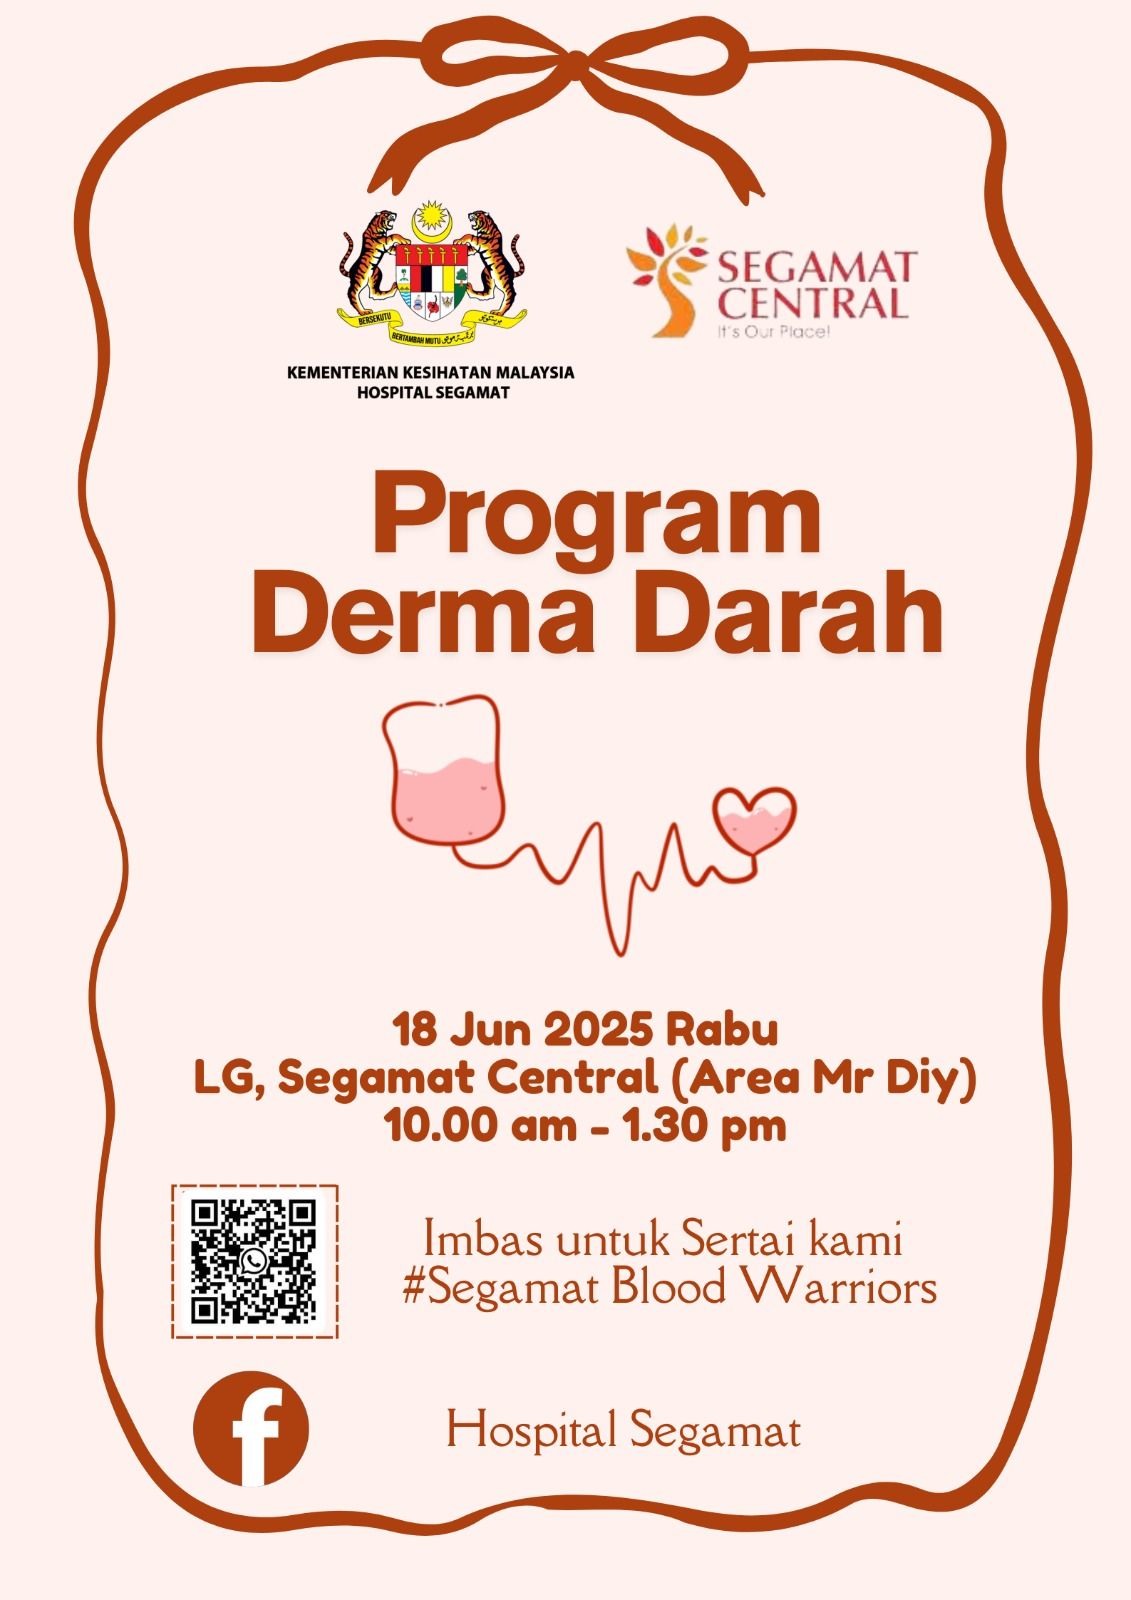 BERSEKUTU
BERTAMBAH MUTU
KEMENTERIAN KESIHATAN MALAYSIA
HOSPITAL SEGAMAT
SEGAMAT
CENTRAL
It's Our Place!
Program
Derma Darah
18 Jun 2025 Rabu
LG, Segamat Central (Area Mr Diy)
10.00 am - 1.30 pm
Imbas untuk Sertai kami
#Segamat Blood Warriors
f
Hospital Segamat